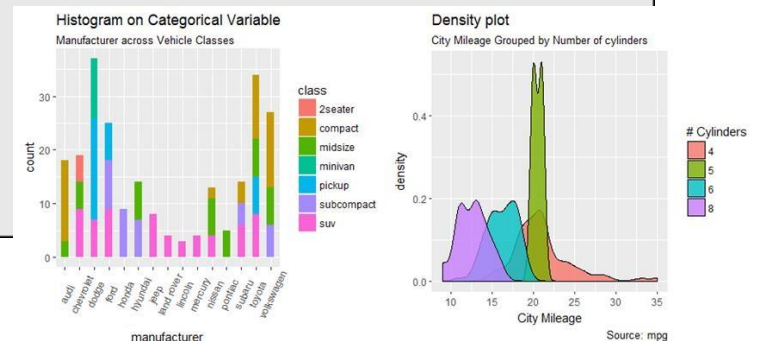 Histogram on Categorical Variable
Manufacturer across Vehicle Classes
count
30
20
10
0
audi
chevrolet
dodge
ford
honda
hyundai
jeep
land rover
lincoln
mercury
nissan
pontiac
subaru
toyota
volkswagen
manufacturer
class
2seater
compact
midsize
minivan
pickup
subcompact
suv
Density plot
City Mileage Grouped by Number of cylinders
density
0.4
0.2
0.0
10 15 20 25 30 35
City Mileage
Source: mpg
# Cylinders
4
5
6
8